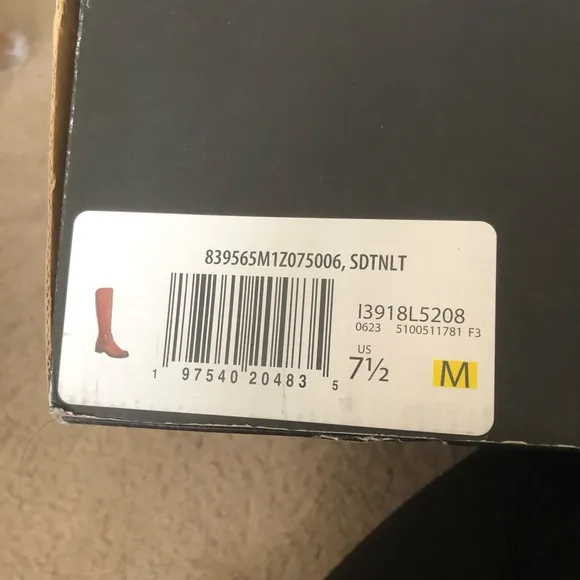 839565M1Z075006, SDTNLT
I3918L5208
0623 5100511781 F3
US
7½
M
1 97540 20483 5